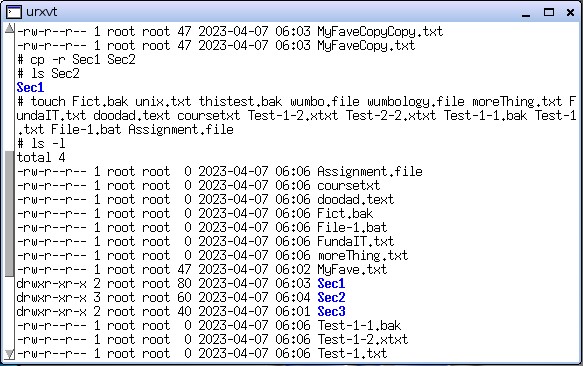 urxvt
-rw-r--r-- 1 root root 47 2023-04-07 06:03 MyFaveCopyCopy.txt
-rw-r--r-- 1 root root 47 2023-04-07 06:03 MyFaveCopy.txt
# cp -r Sec1 Sec2
# ls Sec2
Sec1
# touch Fict.bak unix.txt thistest.bak wumbo.file wumbology.file moreThing.txt F
undaIT.txt doodad.text coursetxt Test-1-2.xtxt Test-2-2.xtxt Test-1-1.bak Test-1
.txt File-1.bat Assignment.file
# ls -l
total 4
-rw-r--r-- 1 root root  0 2023-04-07 06:06 Assignment.file
-rw-r--r-- 1 root root  0 2023-04-07 06:06 coursetxt
-rw-r--r-- 1 root root  0 2023-04-07 06:06 doodad.text
-rw-r--r-- 1 root root  0 2023-04-07 06:06 Fict.bak
-rw-r--r-- 1 root root  0 2023-04-07 06:06 File-1.bat
-rw-r--r-- 1 root root  0 2023-04-07 06:06 FundaIT.txt
-rw-r--r-- 1 root root  0 2023-04-07 06:06 moreThing.txt
-rw-r--r-- 1 root root 47 2023-04-07 06:02 MyFave.txt
drwxr-xr-x 2 root root 80 2023-04-07 06:03 Sec1
drwxr-xr-x 3 root root 60 2023-04-07 06:04 Sec2
drwxr-xr-x 2 root root 40 2023-04-07 06:01 Sec3
-rw-r--r-- 1 root root  0 2023-04-07 06:06 Test-1-1.bak
-rw-r--r-- 1 root root  0 2023-04-07 06:06 Test-1-2.xtxt
-rw-r--r-- 1 root root  0 2023-04-07 06:06 Test-1.txt